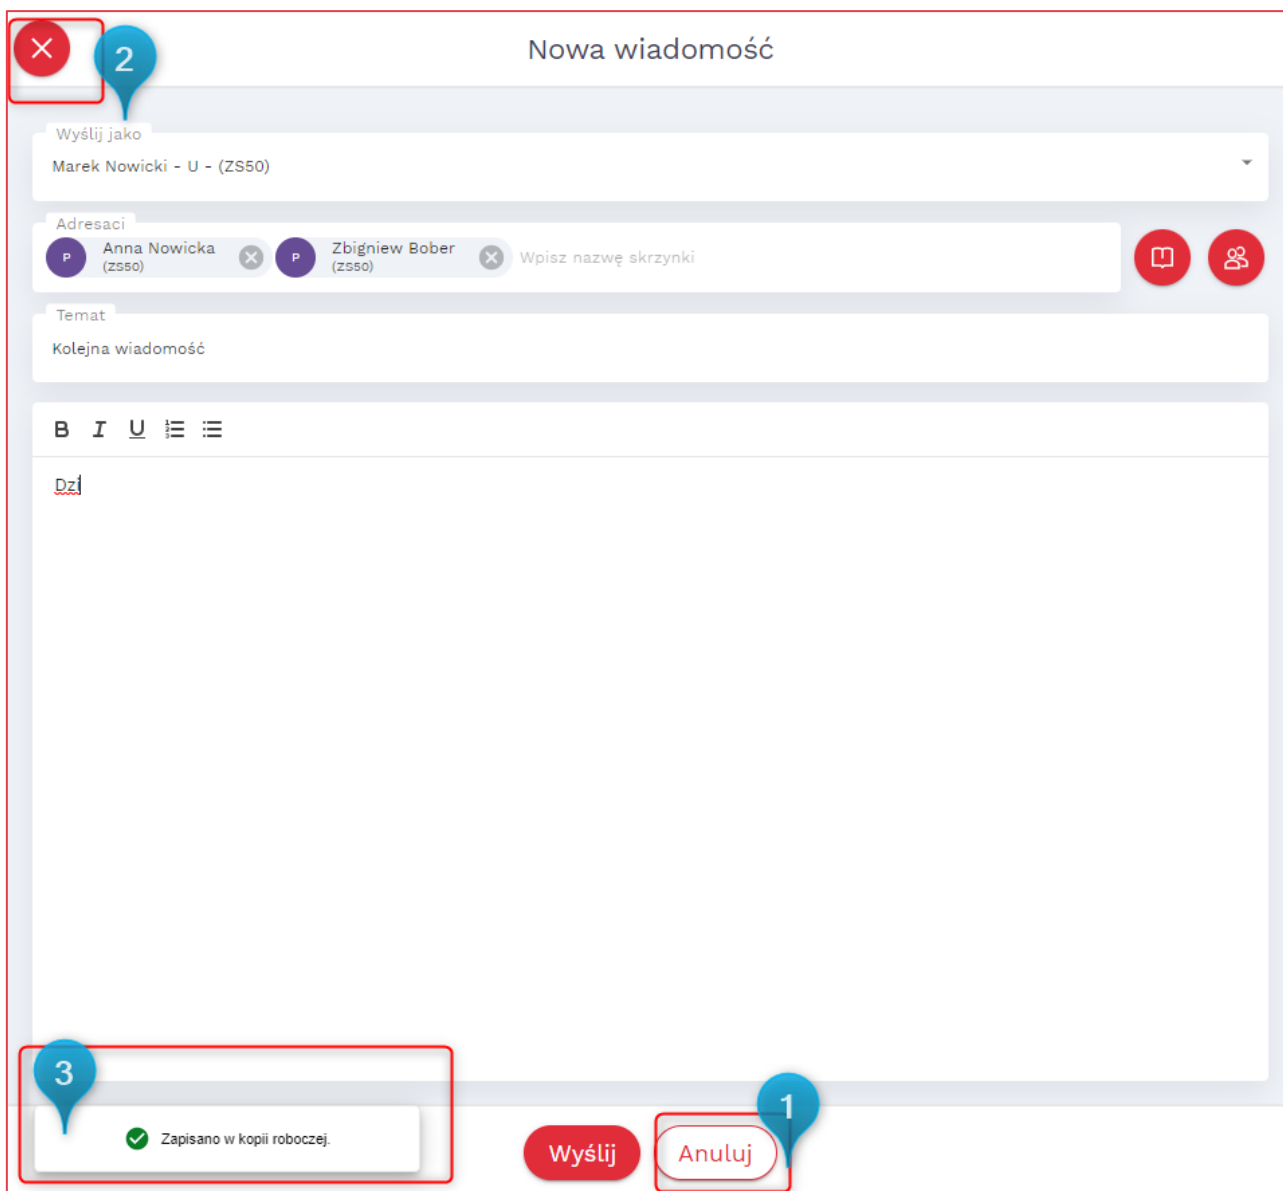 2
Nowa wiadomość
Wyślij jako
Marek Nowicki - U - (ZS50)
Adresaci
P Anna Nowicka P Zbigniew Bober Wpisz nazwę skrzynki
(ZS50) (ZS50)
Temat
Kolejna wiadomość
B I U
Dzi
3
1
Zapisano w kopii roboczej.
Wyślij Anuluj